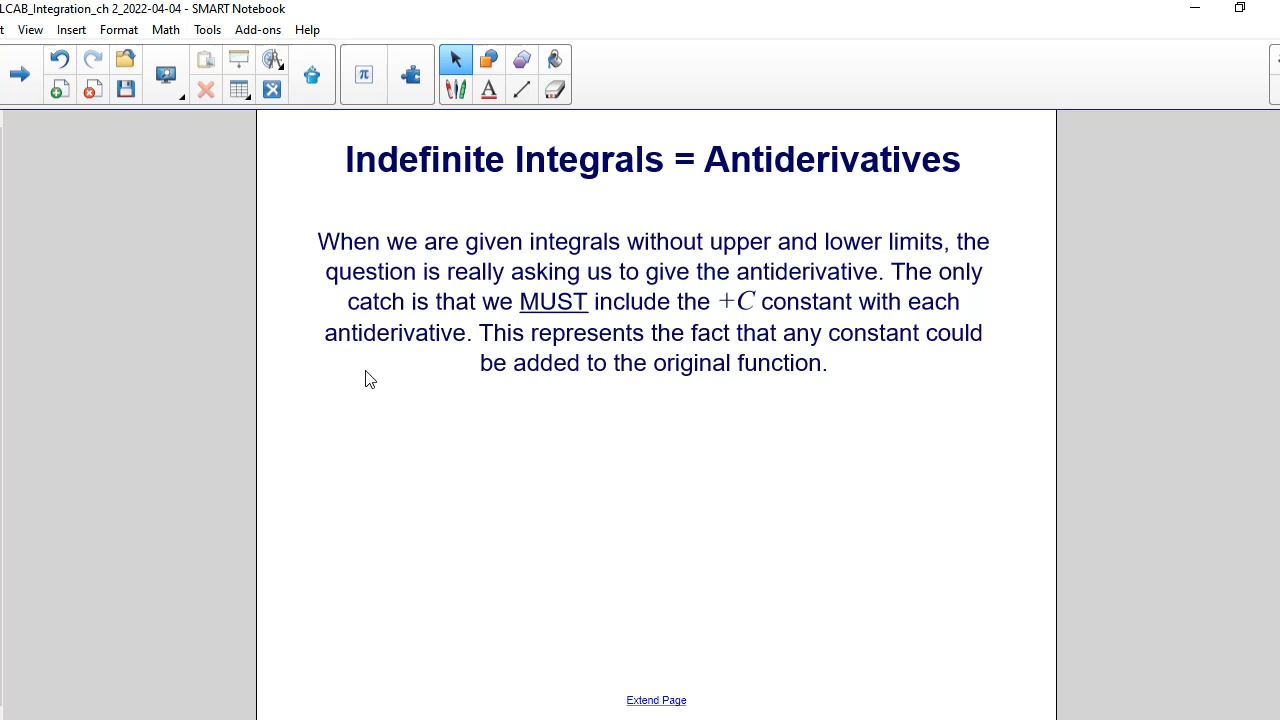 LCAB_Integration_ch 2_2022-04-04 - SMART Notebook
t View Insert Format Math Tools Add-ons Help
π
A
Indefinite Integrals = Antiderivatives
When we are given integrals without upper and lower limits, the
question is really asking us to give the antiderivative. The only
catch is that we MUST include the +C constant with each
antiderivative. This represents the fact that any constant could
be added to the original function.
Extend Page